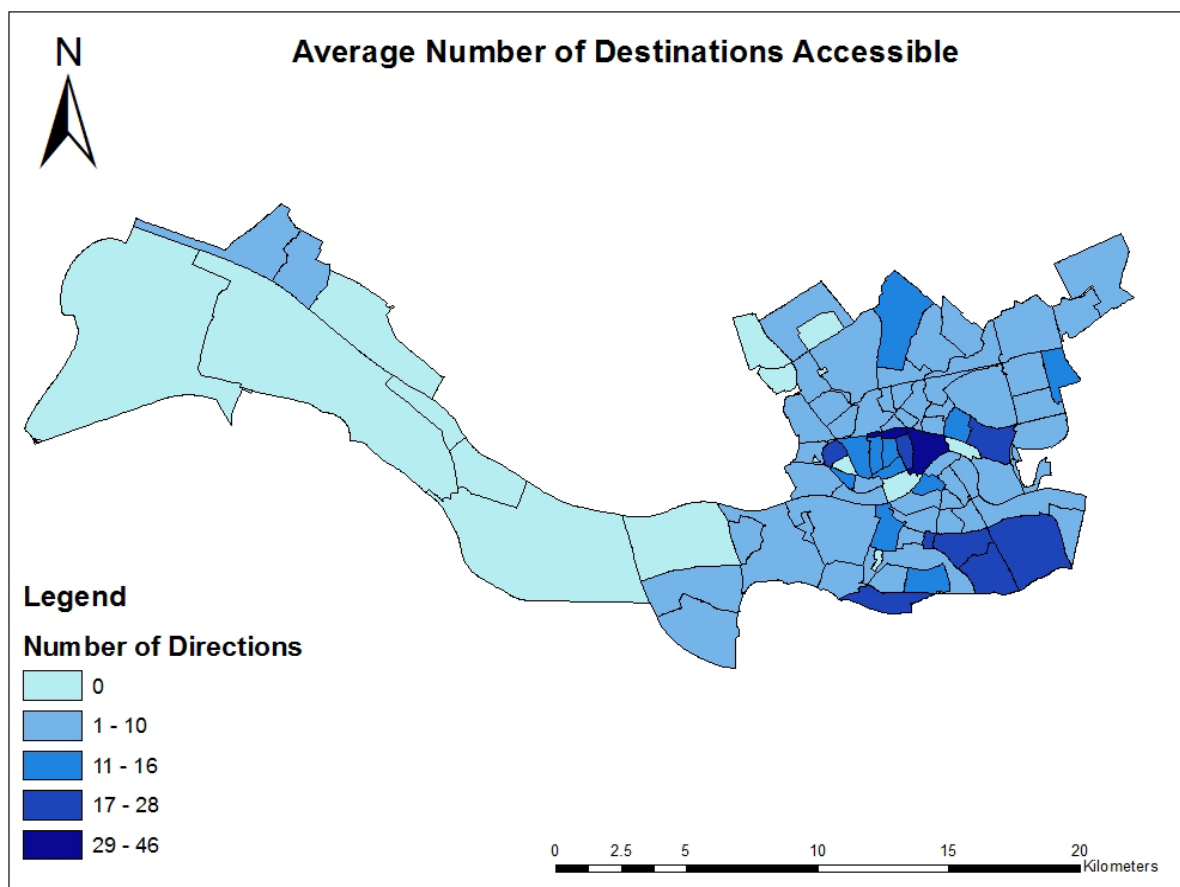 Average Number of Destinations Accessible
N
Legend
Number of Directions
0
1 - 10
11 - 16
17 - 28
29 - 46
0 2.5 5 10 15 20
Kilometers